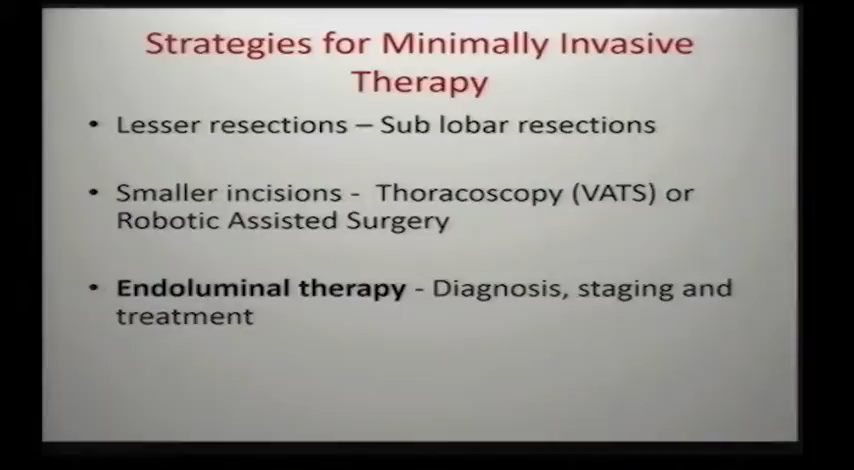 Strategies for Minimally Invasive
Therapy
• Lesser resections – Sub lobar resections
• Smaller incisions - Thoracoscopy (VATS) or
Robotic Assisted Surgery
• Endoluminal therapy - Diagnosis, staging and
treatment